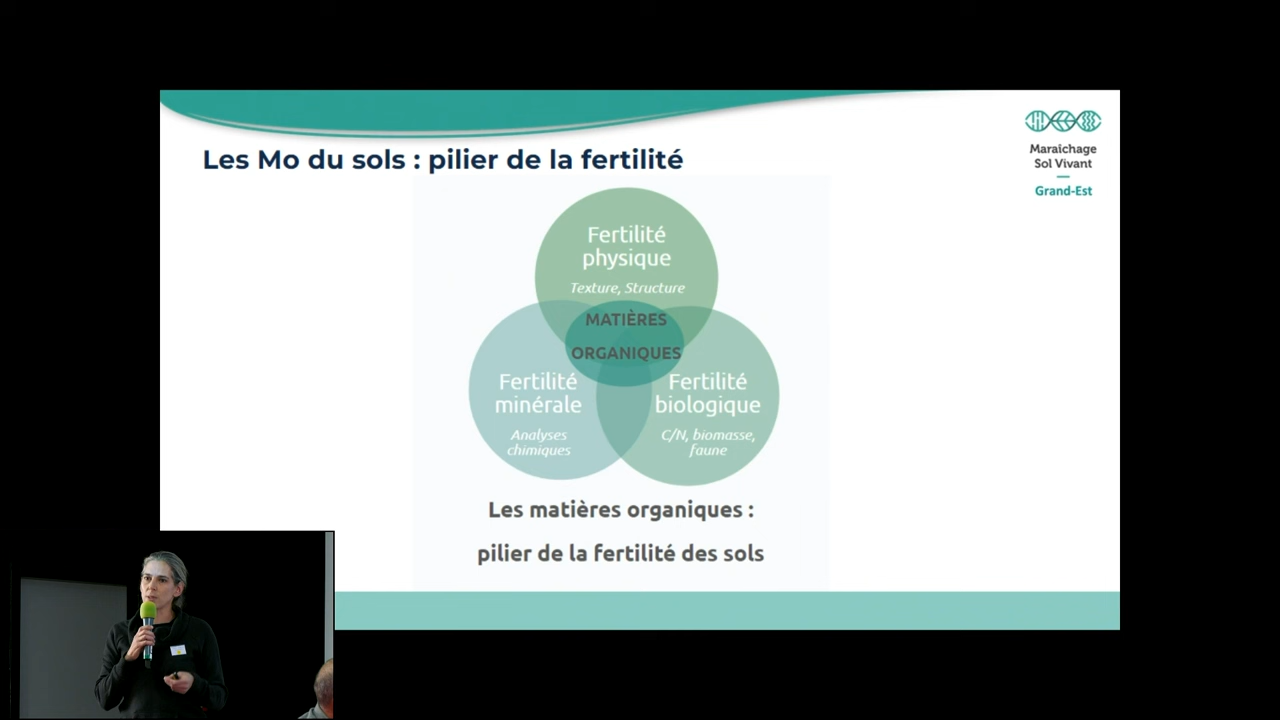 Les Mo du sols : pilier de la fertilité
Maraîchage
Sol Vivant
Grand-Est
Fertilité
physique
Texture, Structure
MATIÈRES
ORGANIQUES
Fertilité
minérale
Analyses
chimiques
Fertilité
biologique
C/N, biomasse,
faune
Les matières organiques :
pilier de la fertilité des sols